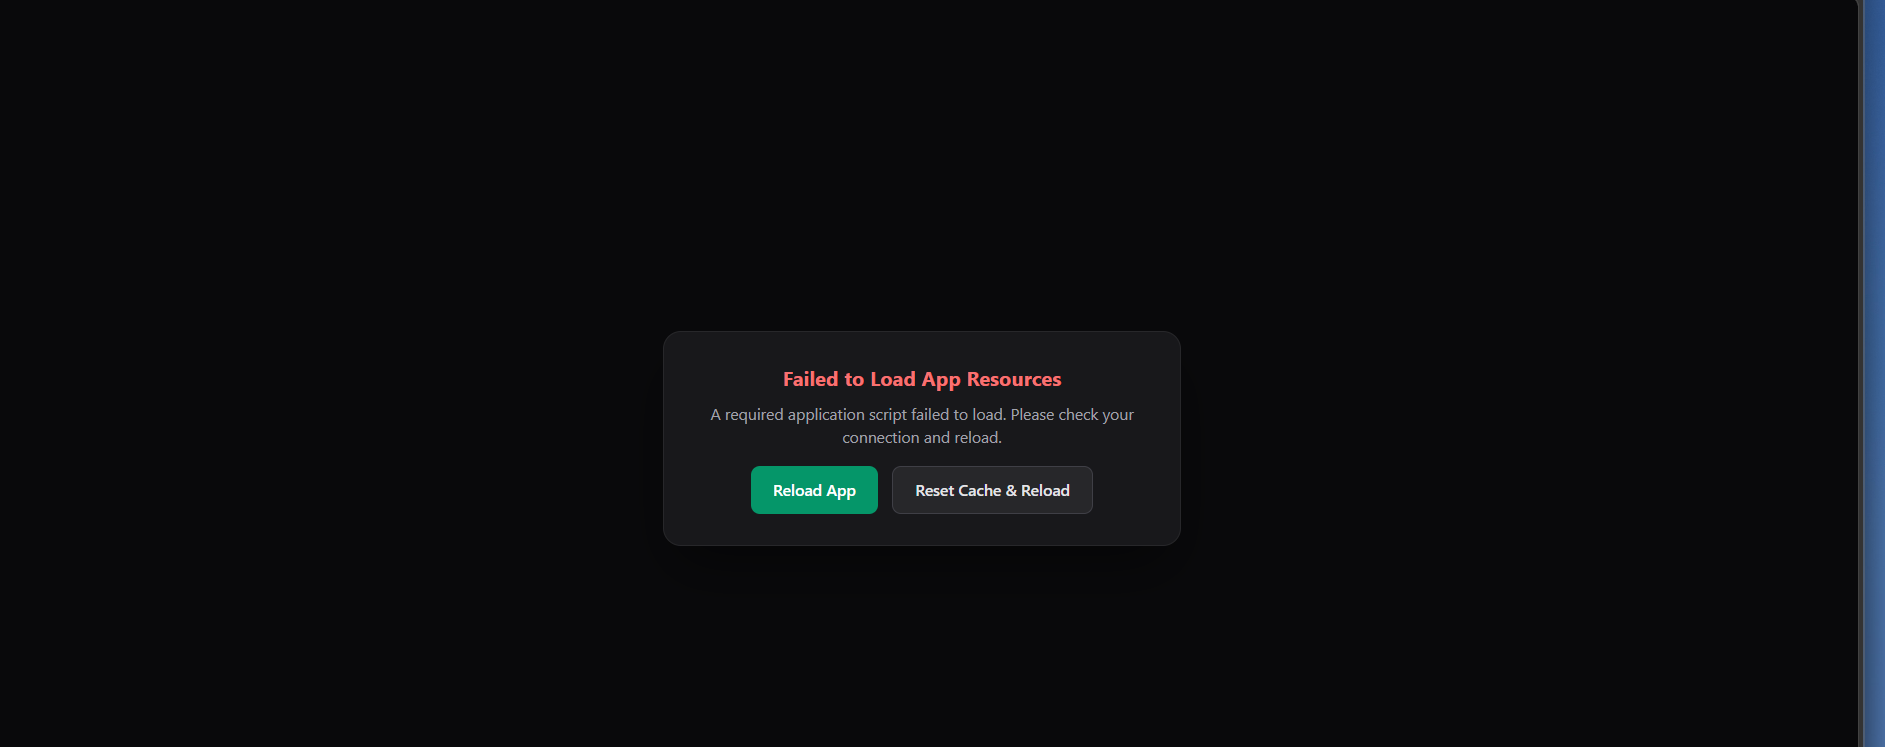 Failed to Load App Resources
A required application script failed to load. Please check your
connection and reload.
Reload App
Reset Cache & Reload